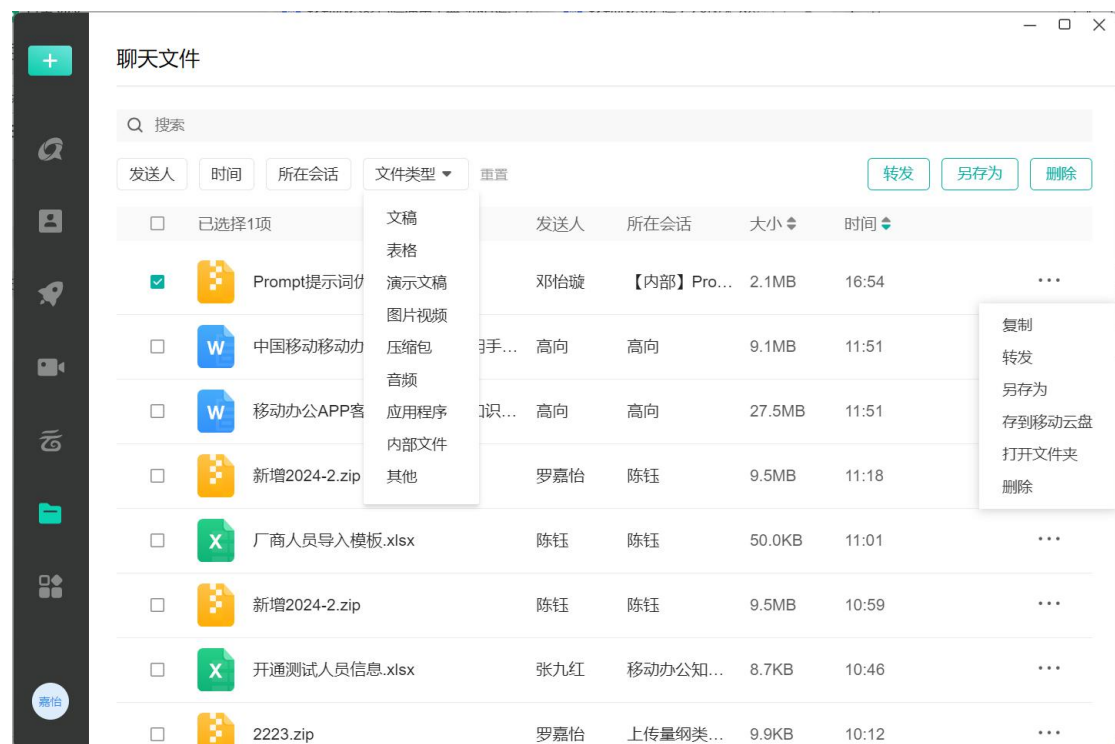 聊天文件
搜索
发送人 时间 所在会话 文件类型 重置 转发 另存为 删除
已选择1项 发送人 所在会话 大小 时间
文稿
表格
演示文稿
图片视频
压缩包
音频
应用程序
内部文件
其他
Prompt提示词 邓怡璇 【内部】Pro... 2.1MB 16:54 ...
W 中国移动移动办 手... 高向 高向 9.1MB 11:51
W 移动办公APP客 识... 高向 高向 27.5MB 11:51
新增2024-2.zip 罗嘉怡 陈钰 9.5MB 11:18
X 厂商人员导入模板.xlsx 陈钰 陈钰 50.0KB 11:01 ...
新增2024-2.zip 陈钰 陈钰 9.5MB 10:59 ...
X 开通测试人员信息.xlsx 张九红 移动办公知... 8.7KB 10:46 ...
2223.zip 罗嘉怡 上传量纲类... 9.9KB 10:12 ...
复制
转发
另存为
存到移动云盘
打开文件夹
删除
嘉怡